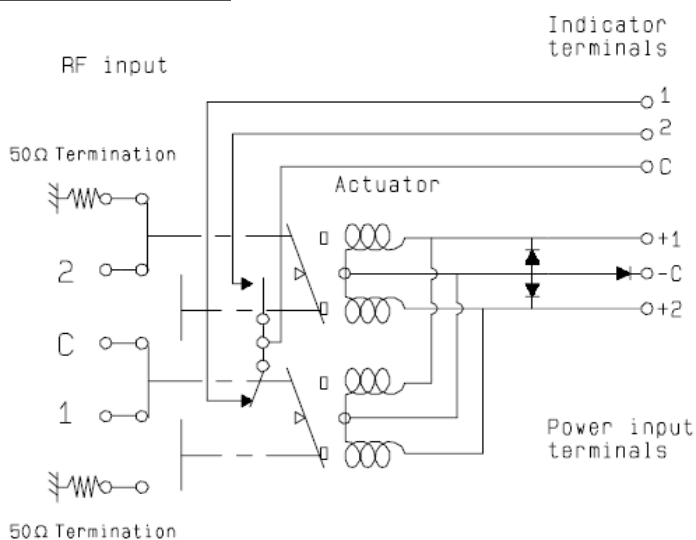 Indicator
terminals
RF input
1
2
C
50Ω Termination
Actuator
2
C
1
+1
-C
+2
Power input
terminals
50Ω Termination